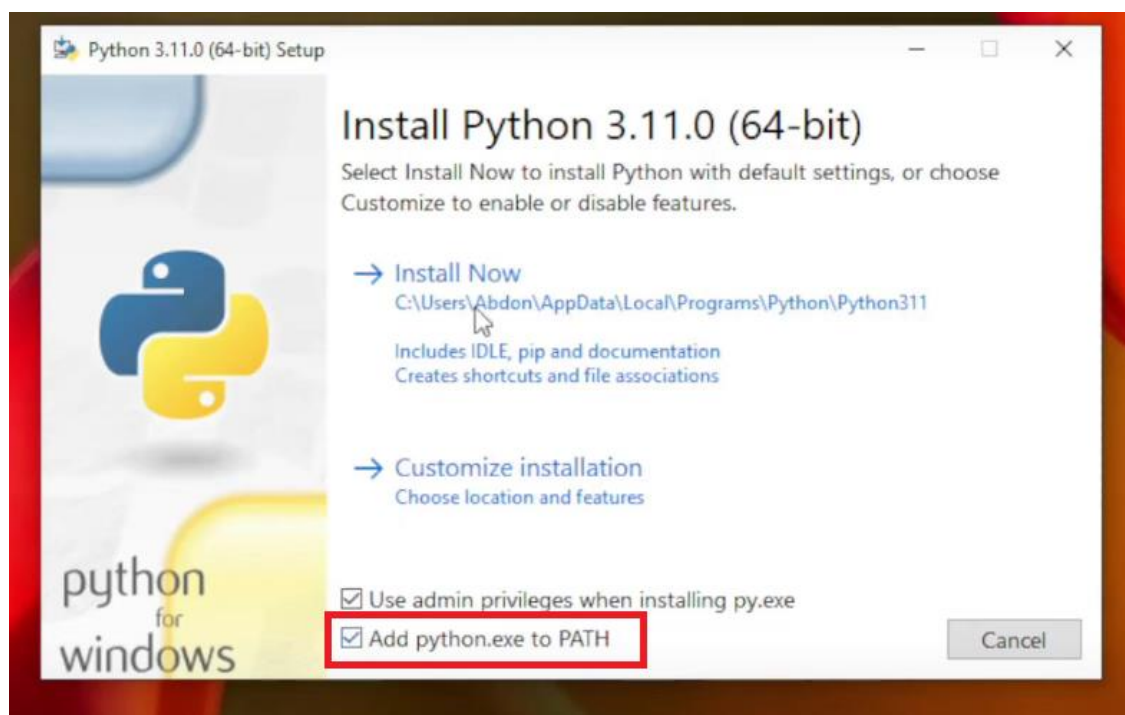 Python 3.11.0 (64-bit) Setup
Install Python 3.11.0 (64-bit)
Select Install Now to install Python with default settings, or choose
Customize to enable or disable features.
Install Now
C:\Users\Abdon\AppData\Local\Programs\Python\Python311
Includes IDLE, pip and documentation
Creates shortcuts and file associations
Customize installation
Choose location and features
Use admin privileges when installing py.exe
Add python.exe to PATH
Cancel
python
for
windows